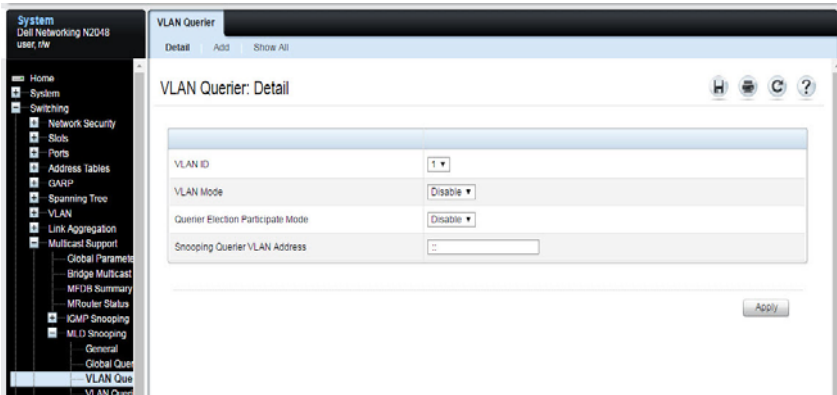 System
Dell Networking N2048
user, r/w
Home
System
Switching
Network Security
Slots
Ports
Address Tables
GARP
Spanning Tree
VLAN
Link Aggregation
Multicast Support
Global Paramete
Bridge Multicast
MFDB Summary
MRouter Status
IGMP Snooping
MLD Snooping
General
Global Quer
VLAN Que
VLAN Queri
VLAN Querier
Detail Add Show All
VLAN Querier: Detail
VLAN ID 1
VLAN Mode Disable
Querier Election Participate Mode Disable
Snooping Querier VLAN Address ::
Apply